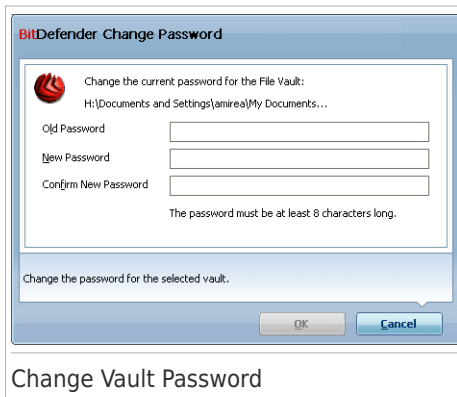 BitDefender Change Password
Change the current password for the File Vault:
H:\Documents and Settings\amirea\My Documents...
Old Password
New Password
Confirm New Password
The password must be at least 8 characters long.
Change the password for the selected vault.
OK
Cancel
Change Vault Password